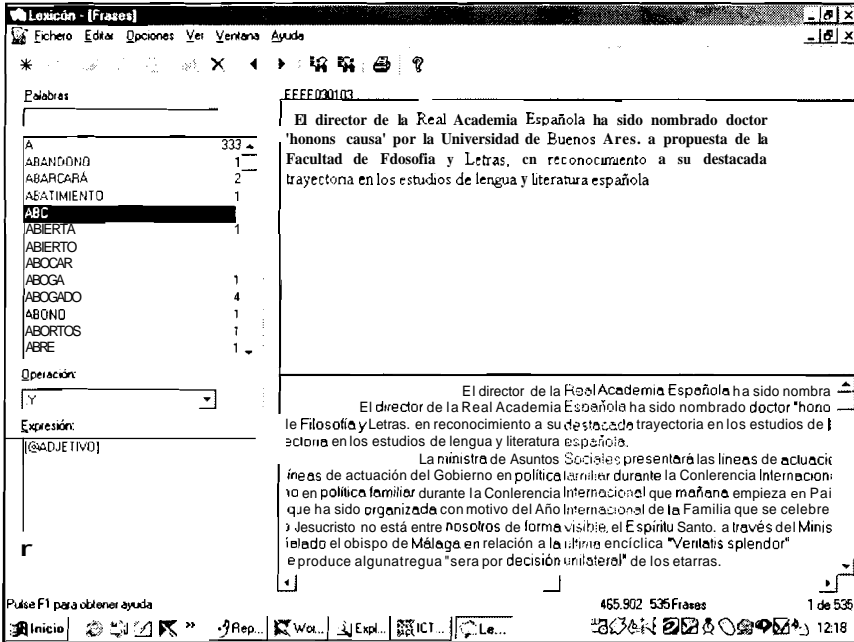 Lexicón - [Frases]
Fichero Editar Opciones Ver Ventana Ayuda
Palabras
A 333
ABANDONO 1
ABARCARÁ 2
ABATIMIENTO 1
ABC
ABIERTA 1
ABIERTO
ABOCAR
ABOGA 1
ABOGADO 4
ABONO 1
ABORTOS 1
ABRE 1
Operación:
Y
Expresión:
[@ADJETIVO]
r
EFFF030103
El director de la Real Academia Española ha sido nombrado doctor
'honons causa' por la Universidad de Buenos Ares. a propuesta de la
Facultad de Fdosofia y Letras, en reconocimiento a su destacada
trayectoria en los estudios de lengua y literatura española
El director de la Real Academia Española ha sido nombra
El director de la Real Academia Española ha sido nombrado doctor "hono
le Filosofía y Letras. en reconocimiento a su destacada trayectoria en los estudios de l
ectoria en los estudios de lengua y literatura española.
La ministra de Asuntos Sociales presentará las líneas de actuació
íneas de actuación del Gobierno en política familiar durante la Conferencia Internacion
no en política familiar durante la Conlerencia Internacional que mañana empieza en Pai
que ha sido organizada con motivo del Año Internacional de la Familia que se celebre
Jesucristo no está entre nosotros de forma visible, el Espíritu Santo. a través del Minis
ielado el obispo de Málaga en relación a la última encíclica "Veritatis splendor"
e produce alguna tregua "sera por decisión unilateral" de los etarras.
Pulse F1 para obtener ayuda 465.902 535 Frases 1 de 535
Inicio » Rep... Wor... Expl... ICT ... Le... 12:18